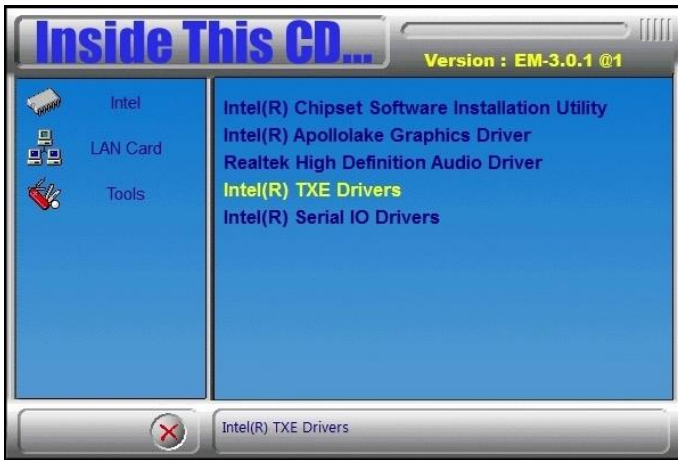 Inside This CD...
Version : EM-3.0.1 @1
Intel
LAN Card
Tools
Intel(R) Chipset Software Installation Utility
Intel(R) Apollolake Graphics Driver
Realtek High Definition Audio Driver
Intel(R) TXE Drivers
Intel(R) Serial IO Drivers
Intel(R) TXE Drivers